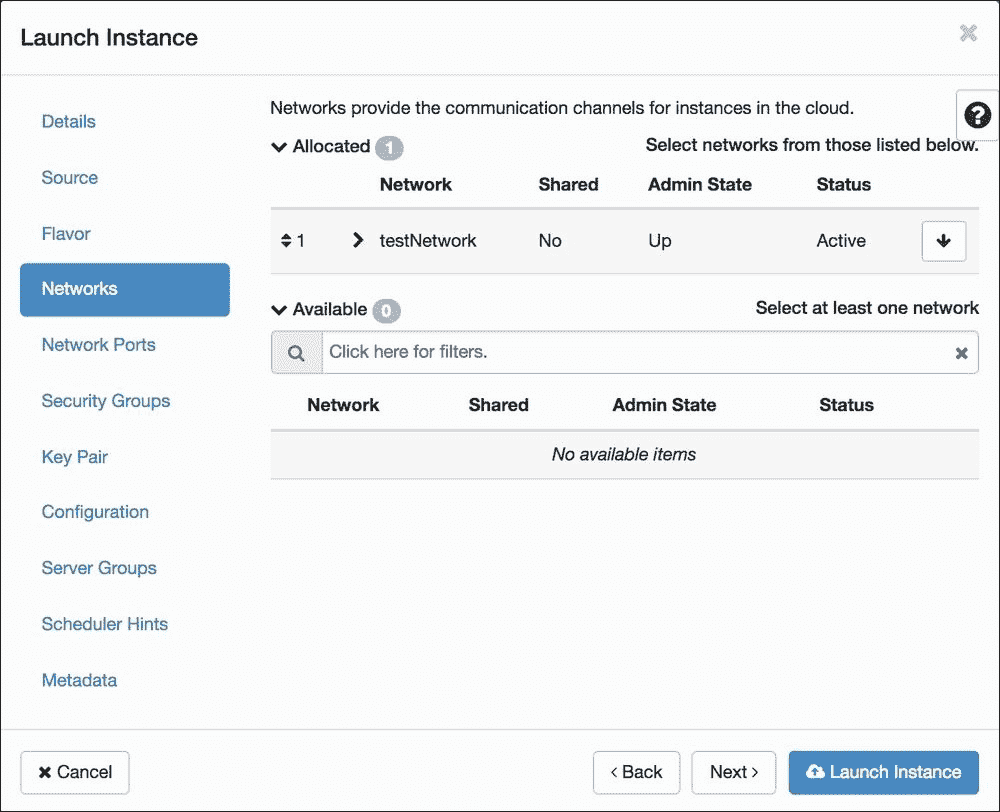 Launch Instance
Details
Source
Flavor
Networks
Network Ports
Security Groups
Key Pair
Configuration
Server Groups
Scheduler Hints
Metadata
Networks provide the communication channels for instances in the cloud.
Allocated 1 Select networks from those listed below.
Network Shared Admin State Status
1 testNetwork No Up Active
Available 0 Select at least one network
Click here for filters.
Network Shared Admin State Status
No available items
Cancel < Back Next > Launch Instance